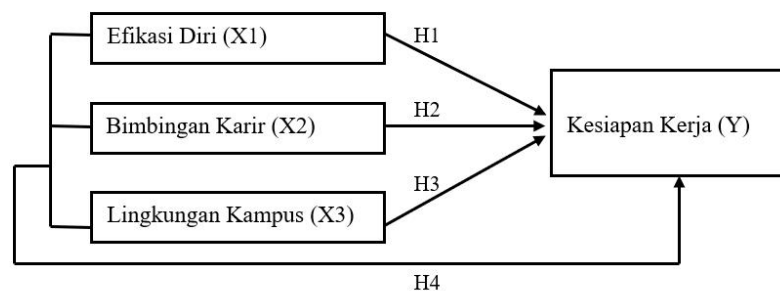 Efikasi Diri (X1)
H1
Bimbingan Karir (X2)
H2
Kesiapan Kerja (Y)
H3
Lingkungan Kampus (X3)
H4